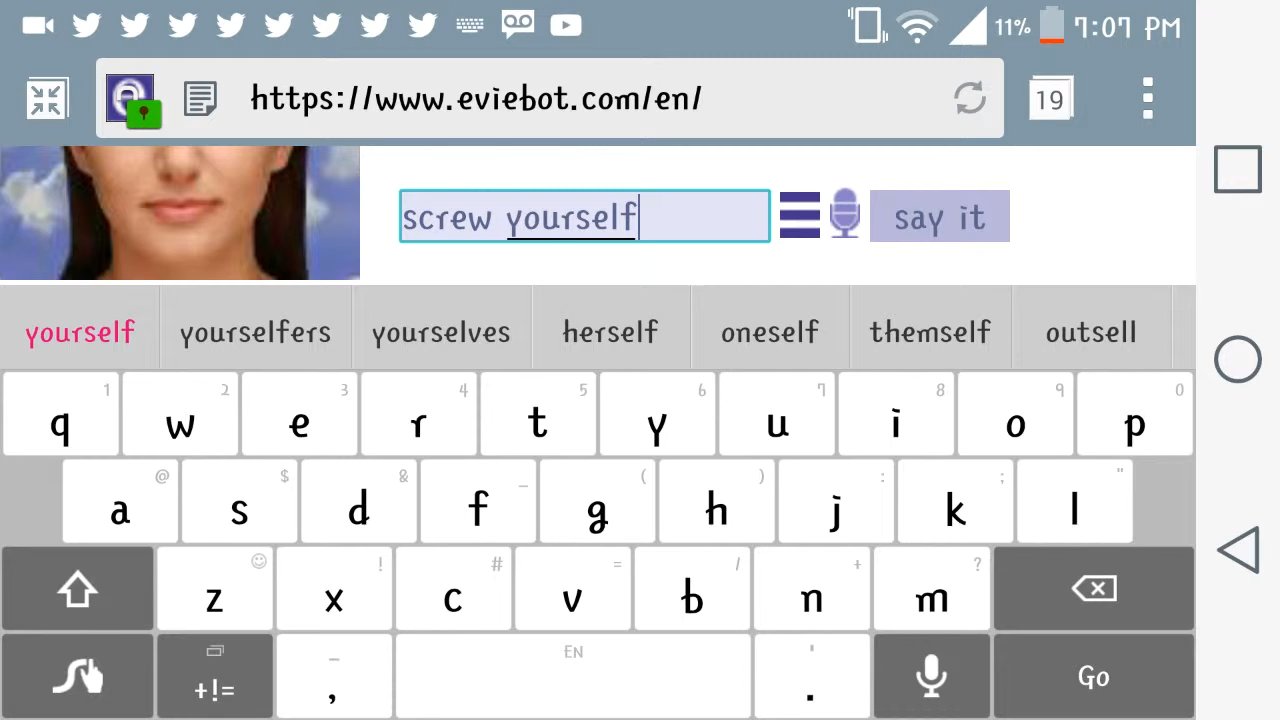 11% 7:07 PM
https://www.eviebot.com/en/ 19
screw yourself say it
yourself yourselfers yourselves herself oneself themself outsell
1 2 3 4 5 6 7 8 9 0
q w e r t y u i o p
@ $ & _ ( ) : ; "
a s d f g h j k l
! # = / + ?
z x c v b n m
_ EN '
+!= , . Go